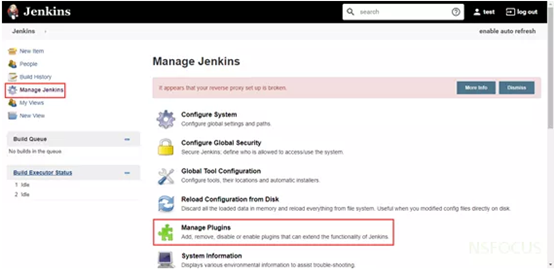 Jenkins
search
test
log out
Jenkins
enable auto refresh
New Item
People
Build History
Manage Jenkins
My Views
New View
Build Queue
No builds in the queue.
Build Executor Status
1 Idle
2 Idle
Manage Jenkins
It appears that your reverse proxy set up is broken.
More Info
Dismiss
Configure System
Configure global settings and paths.
Configure Global Security
Secure Jenkins; define who is allowed to access/use the system.
Global Tool Configuration
Configure tools, their locations and automatic installers.
Reload Configuration from Disk
Discard all the loaded data in memory and reload everything from file system. Useful when you modified config files directly on disk.
Manage Plugins
Add, remove, disable or enable plugins that can extend the functionality of Jenkins.
System Information
Displays various environmental information to assist trouble-shooting.
NSFOCUS